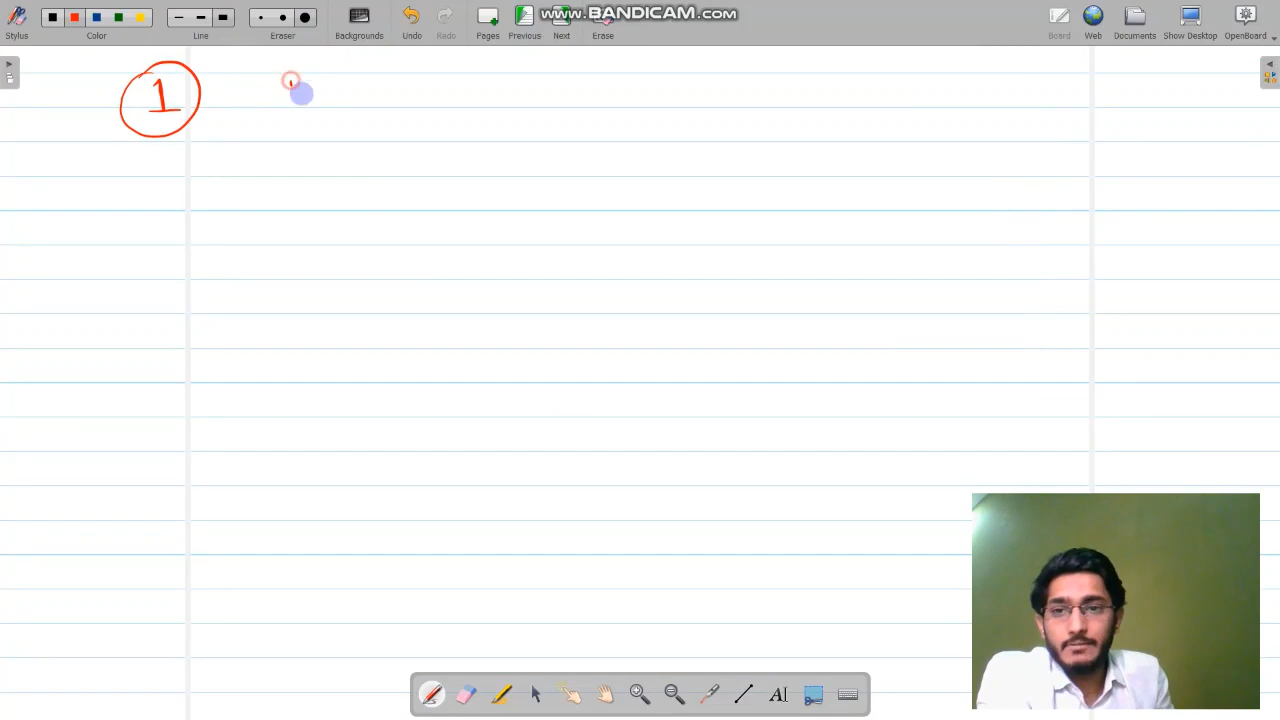 Stylus Color Line Eraser Backgrounds Undo Redo Pages Previous Next Erase Board Web Documents Show Desktop OpenBoard
www.BANDICAM.com
1
AI